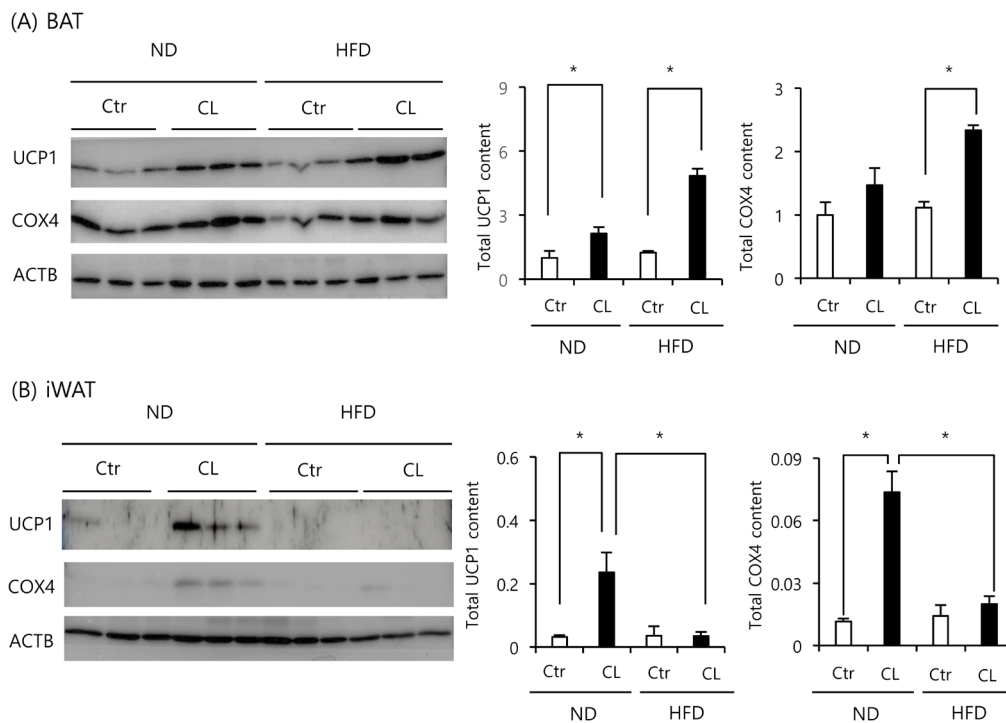 (A) BAT
ND HFD
Ctr CL Ctr CL
UCP1
COX4
ACTB
Total UCP1 content
9
6
3
0
* *
Ctr CL Ctr CL
ND HFD
Total COX4 content
3
2
1
0
*
Ctr CL Ctr CL
ND HFD
(B) iWAT
ND HFD
Ctr CL Ctr CL
UCP1
COX4
ACTB
Total UCP1 content
0.6
0.4
0.2
0
* *
Ctr CL Ctr CL
ND HFD
Total COX4 content
0.09
0.06
0.03
0
* *
Ctr CL Ctr CL
ND HFD